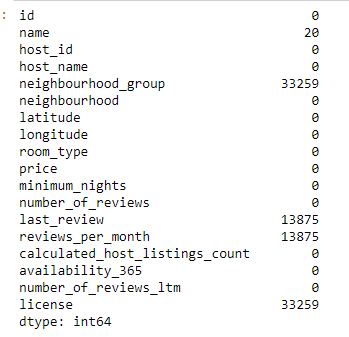 : id 0
name 20
host_id 0
host_name 0
neighbourhood_group 33259
neighbourhood 0
latitude 0
longitude 0
room_type 0
price 0
minimum_nights 0
number_of_reviews 0
last_review 13875
reviews_per_month 13875
calculated_host_listings_count 0
availability_365 0
number_of_reviews_ltm 0
license 33259
dtype: int64